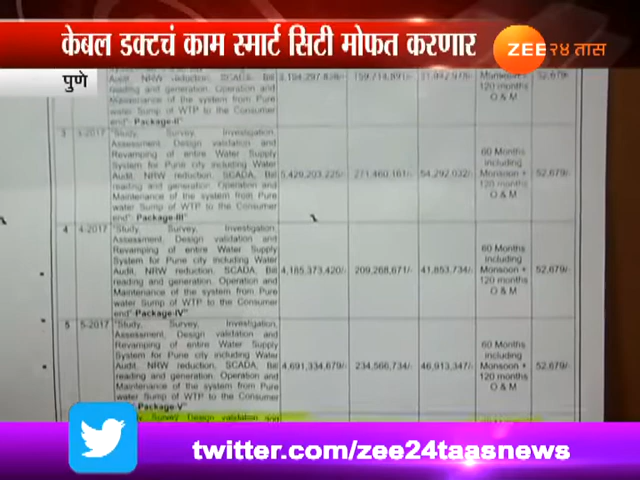 केबल डक्टचं काम स्मार्ट सिटी मोफत करणार
ZEE २४ तास
पुणे
Audit, NRW reduction, SCADA, Bill
reading and generation, Operation and
Maintenance of the system from Pure
water Sump of WTP to the Consumer
end"- Package-II"
120 months
O & M
52,679/-
3 3-2017 "Study, Survey, Investigation,
Assessment, Design validation and
Revamping of entire Water Supply
System for Pune city including Water
Audit, NRW reduction, SCADA, Bill
reading and generation, Operation and
Maintenance of the system from Pure
water Sump of WTP to the Consumer
end"- Package-III"
5,429,203,225/- 271,460,161/- 54,292,032/-
60 Months
including
Monsoon +
120 months
O & M
52,679/-
4 4-2017 "Study, Survey, Investigation,
Assessment, Design validation and
Revamping of entire Water Supply
System for Pune city including Water
Audit, NRW reduction, SCADA, Bill
reading and generation, Operation and
Maintenance of the system from Pure
water Sump of WTP to the Consumer
end"- Package-IV"
4,185,373,420/- 209,268,671/- 41,853,734/-
60 Months
including
Monsoon +
120 months
O & M
52,679/-
5 5-2017 "Study, Survey, Investigation,
Assessment, Design validation and
Revamping of entire Water Supply
System for Pune city including Water
Audit, NRW reduction, SCADA, Bill
reading and generation, Operation and
Maintenance of the system from Pure
water Sump of WTP to the Consumer
Package-V"
4,691,334,679/- 234,566,734/- 46,913,347/-
60 Months
including
Monsoon +
120 months
O & M
52,679/-
Survey Design validation and
twitter.com/zee24taasnews